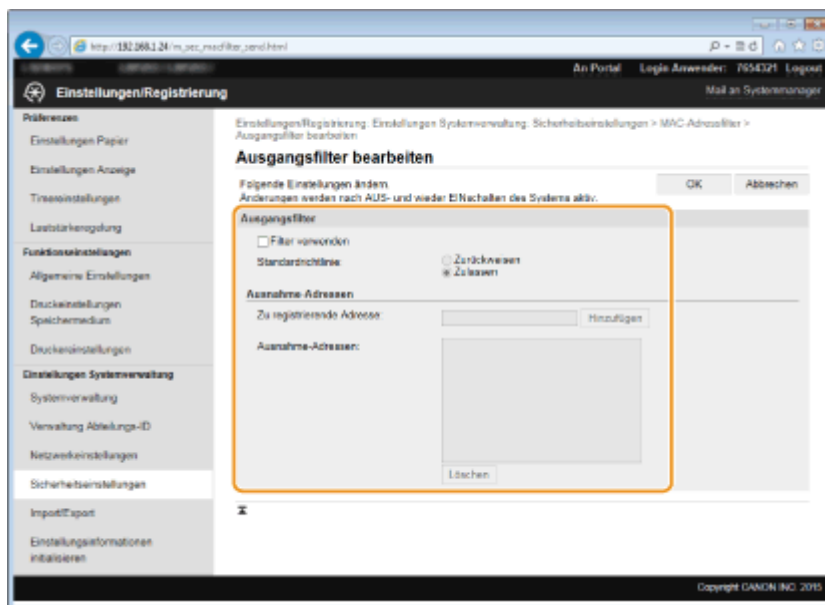 http://192.168.1.24/m_sec_macfilter_send.html
An Portal Login Anwender: 7654321 Logout
Einstellungen/Registrierung
Mail an Systemmanager
Präferenzen
Einstellungen Papier
Einstellungen Anzeige
Timereinstellungen
Lautstärkeregelung
Funktionseinstellungen
Allgemeine Einstellungen
Druckeinstellungen
Speichermedium
Druckereinstellungen
Einstellungen Systemverwaltung
Systemverwaltung
Verwaltung Abteilungs-ID
Netzwerkeinstellungen
Sicherheitseinstellungen
Import/Export
Einstellungsinformationen
initialisieren
Einstellungen/Registrierung: Einstellungen Systemverwaltung: Sicherheitseinstellungen > MAC-Adressfilter >
Ausgangsfilter bearbeiten
Ausgangsfilter bearbeiten
Folgende Einstellungen ändern.
Änderungen werden nach AUS- und wieder EINschalten des Systems aktiv.
OK Abbrechen
Ausgangsfilter
Filter verwenden
Standardrichtlinie: Zurückweisen
Zulassen
Ausnahme-Adressen
Zu registrierende Adresse: Hinzufügen
Ausnahme-Adressen:
Löschen
Copyright CANON INC. 2015